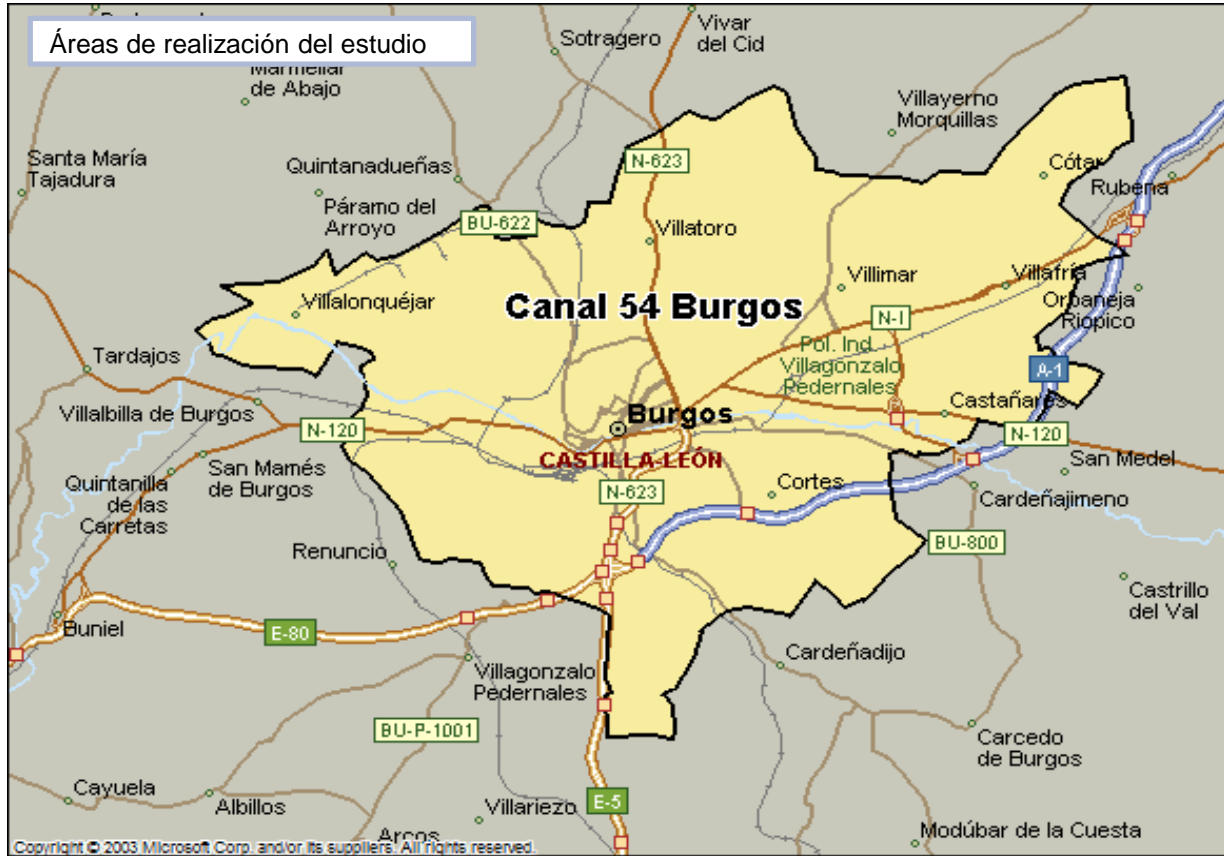 Áreas de realización del estudio
Vivar
del Cid
Sotragero
Marmellar
de Abajo
Villayerno
Morquillas
Santa María
Tajadura
Quintanadueñas
N-623
Cótar
Rubena
Páramo del
Arroyo
BU-622
Villatoro
Villalonquéjar
Villimar
Villafría
Orbaneja
Riopico
Canal 54 Burgos
N-I
Pol. Ind.
Villagonzalo
Pedernales
Tardajos
A-1
Villalbilla de Burgos
Burgos
Castañares
N-120
N-120
CASTILLA-LEÓN
San Mamés
de Burgos
San Medel
Quintanilla
de las
Carretas
N-623
Cortes
Cardeñajimeno
Renuncio
BU-800
Castrillo
del Val
Buniel
E-80
Villagonzalo
Pedernales
Cardeñadijo
BU-P-1001
Carcedo
de Burgos
Cayuela
Albillos
Villariezo
E-5
Arcos
Modúbar de la Cuesta
Copyright © 2003 Microsoft Corp. and/or its suppliers. All rights reserved.